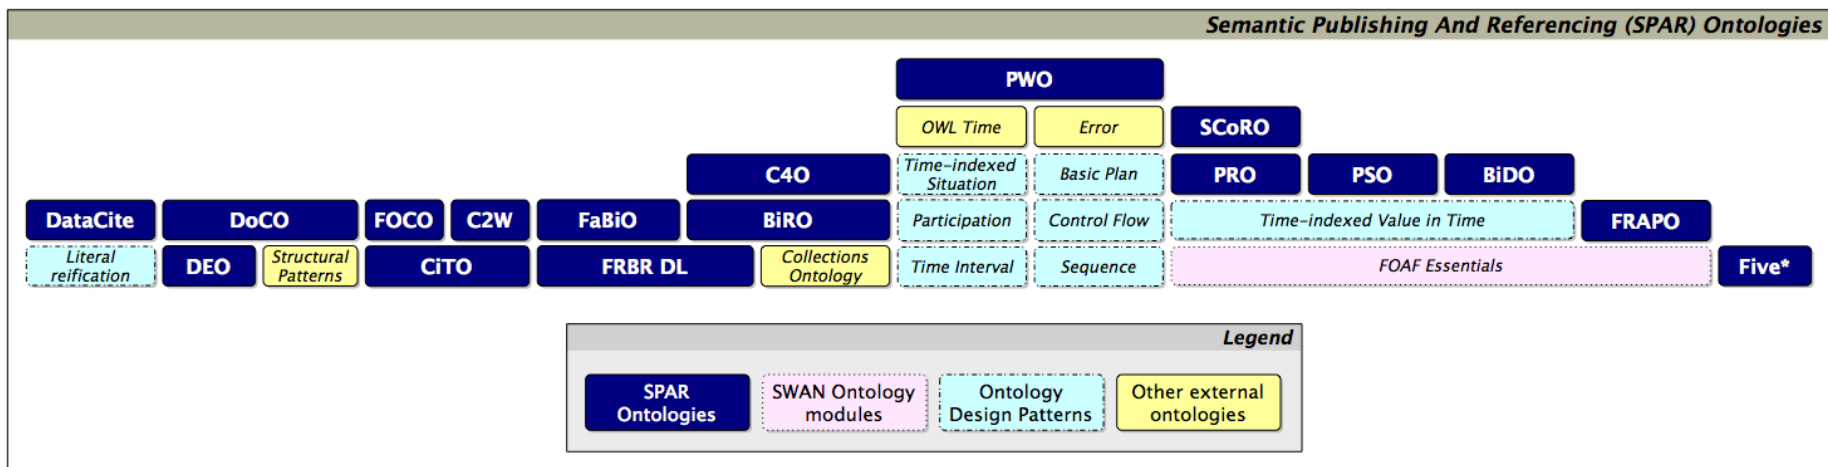 Semantic Publishing And Referencing (SPAR) Ontologies
PWO
OWL Time
Error
SCoRO
C4O
Time-indexed
Situation
Basic Plan
PRO
PSO
BiDO
DataCite
DoCO
FOCO
C2W
FaBiO
BiRO
Participation
Control Flow
Time-indexed Value in Time
FRAPO
Literal
reification
DEO
Structural
Patterns
CiTO
FRBR DL
Collections
Ontology
Time Interval
Sequence
FOAF Essentials
Five*
Legend
SPAR
Ontologies
SWAN Ontology
modules
Ontology
Design Patterns
Other external
ontologies